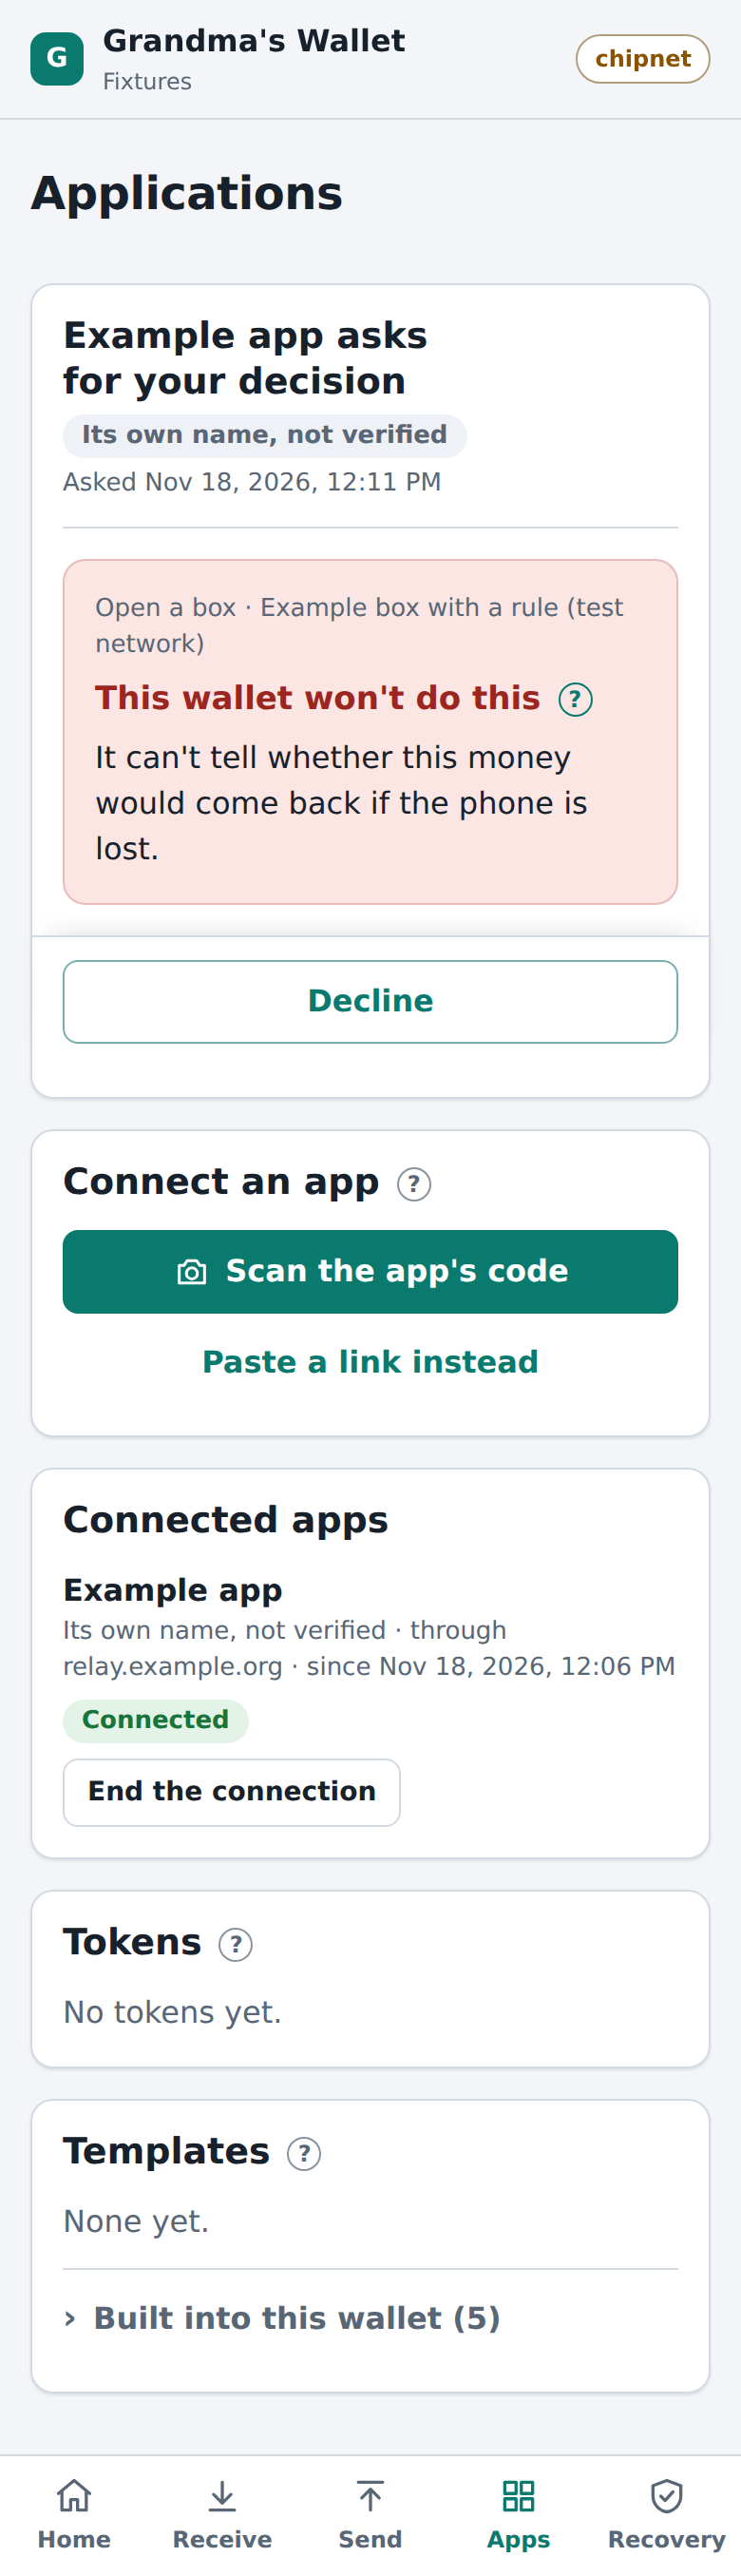 G
Grandma's Wallet
Fixtures
chipnet
Applications
Example app asks
for your decision
Its own name, not verified
Asked Nov 18, 2026, 12:11 PM
Open a box · Example box with a rule (test
network)
This wallet won't do this ?
It can't tell whether this money
would come back if the phone is
lost.
Decline
Connect an app ?
Scan the app's code
Paste a link instead
Connected apps
Example app
Its own name, not verified · through
relay.example.org · since Nov 18, 2026, 12:06 PM
Connected
End the connection
Tokens ?
No tokens yet.
Templates ?
None yet.
› Built into this wallet (5)
Home Receive Send Apps Recovery